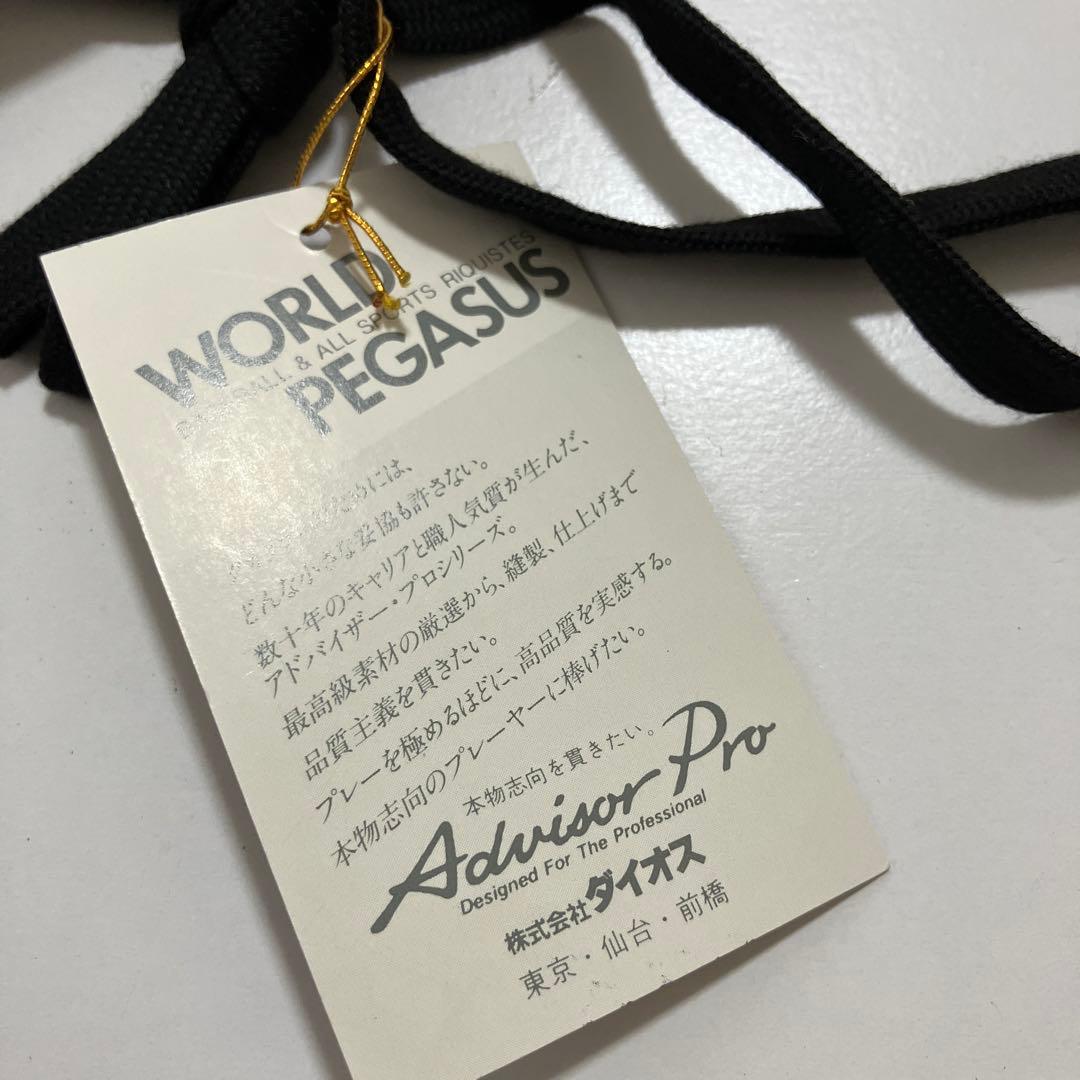 WORLD
& ALL SPORTS RIQUISTES
PEGASUS
には、
どんな小さな妥協も許さない。
数十年のキャリアと職人気質が生んだ、
アドバイザー・プロシリーズ。
最高級素材の厳選から、縫製、仕上げまで
品質主義を貫きたい。
プレーを極めるほどに、高品質を実感する。
本物志向のプレーヤーに棒げたい。
本物志向を貫きたい。
Advisor Pro
Designed For The Professional
株式会社ダイオス
東京・仙台・前橋